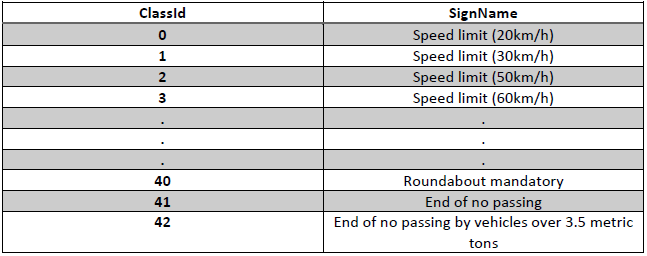 ClassId SignName
0 Speed limit (20km/h)
1 Speed limit (30km/h)
2 Speed limit (50km/h)
3 Speed limit (60km/h)
. .
. .
. .
40 Roundabout mandatory
41 End of no passing
42 End of no passing by vehicles over 3.5 metric
tons